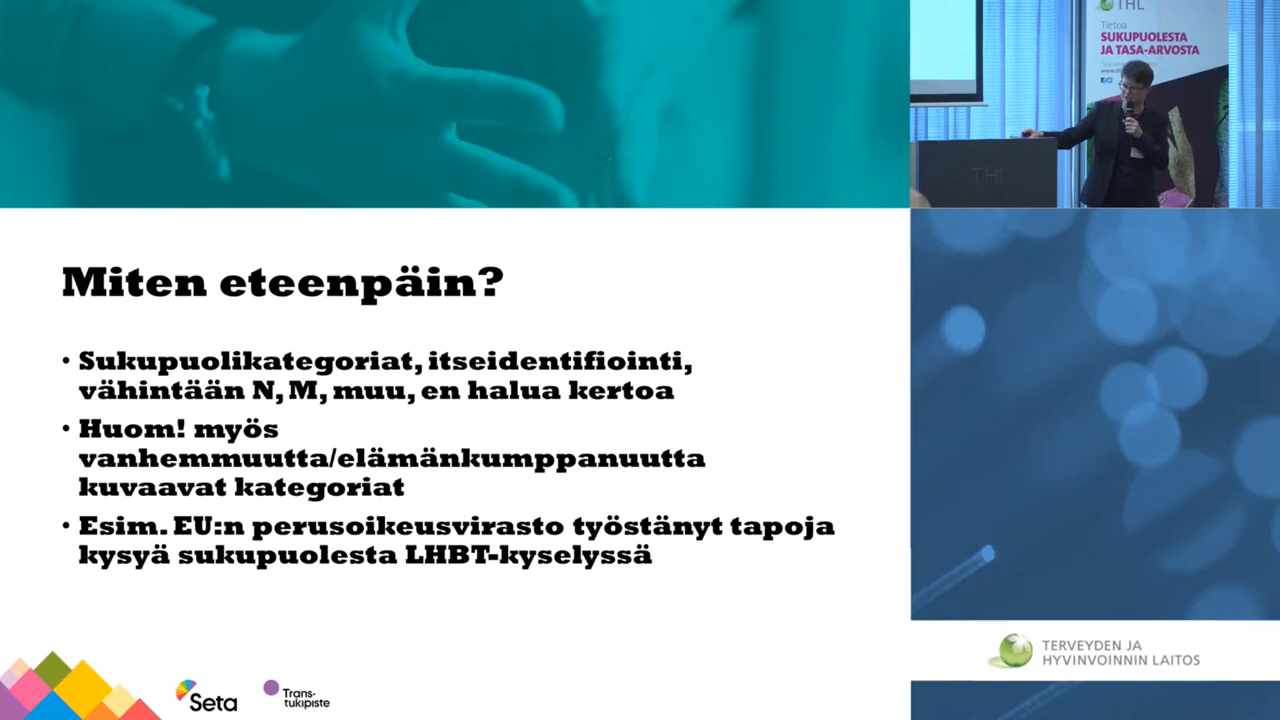 Miten eteenpäin?
• Sukupuolikategoriat, itseidentifiointi,
vähintään N, M, muu, en halua kertoa
• Huom! myös
vanhemmuutta/elämänkumppanuutta
kuvaavat kategoriat
• Esim. EU:n perusoikeusvirasto työstänyt tapoja
kysyä sukupuolesta LHBT-kyselyssä
Seta
Trans-
tukipiste
THL
Tietoa
SUKUPUOLESTA
JA TASA-ARVOSTA
THL
TERVEYDEN JA
HYVINVOINNIN LAITOS